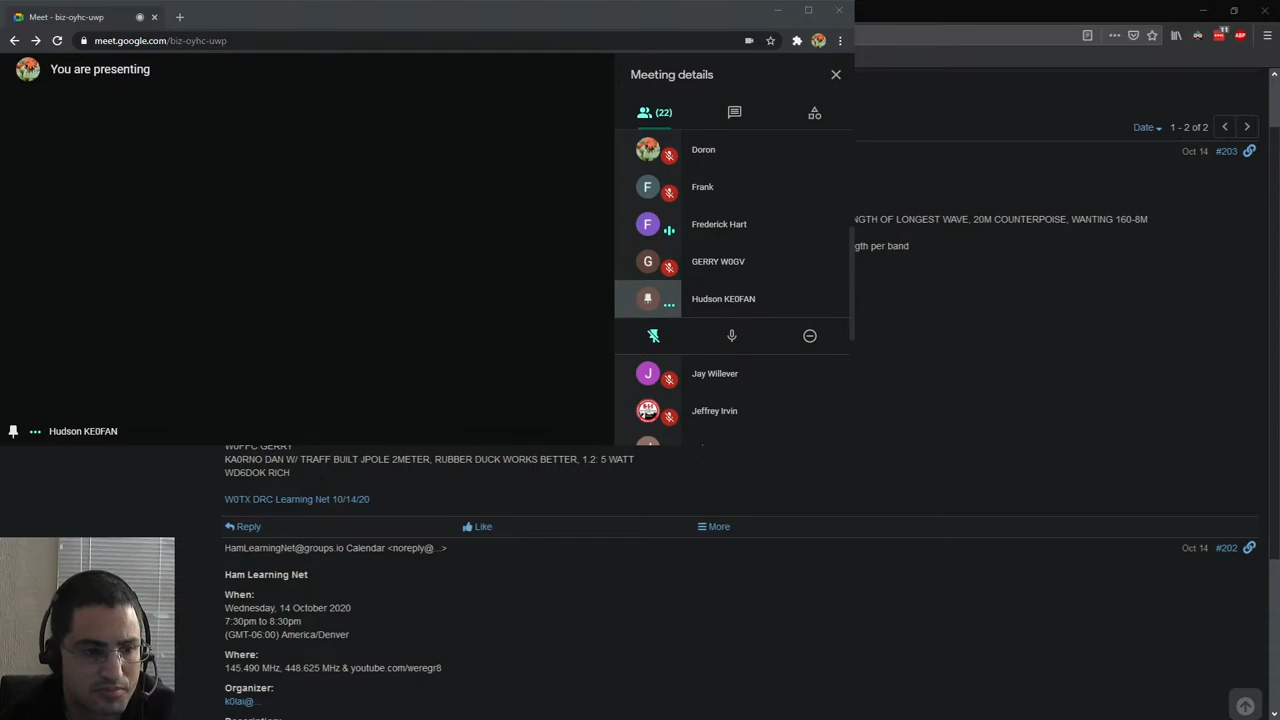 Meet - biz-oyhc-uwp
meet.google.com/biz-oyhc-uwp
11
You are presenting
Meeting details
(22)
Doron
Frank
F
Frederick Hart
F
GERRY W0GV
G
Hudson KE0FAN
Jay Willever
J
Jeffrey Irvin
Hudson KE0FAN
Date
1 - 2 of 2
Oct 14 #203
NGTH OF LONGEST WAVE, 20M COUNTERPOISE, WANTING 160-8M
gth per band
W0FFC GERRY
KA0RNO DAN W/ TRAFF BUILT JPOLE 2METER, RUBBER DUCK WORKS BETTER, 1.2: 5 WATT
WD6DOK RICH
W0TX DRC Learning Net 10/14/20
Reply Like More
HamLearningNet@groups.io Calendar <noreply@...>
Oct 14 #202
Ham Learning Net
When:
Wednesday, 14 October 2020
7:30pm to 8:30pm
(GMT-06:00) America/Denver
Where:
145.490 MHz, 448.625 MHz & youtube.com/weregr8
Organizer:
k0lai@...
Description: